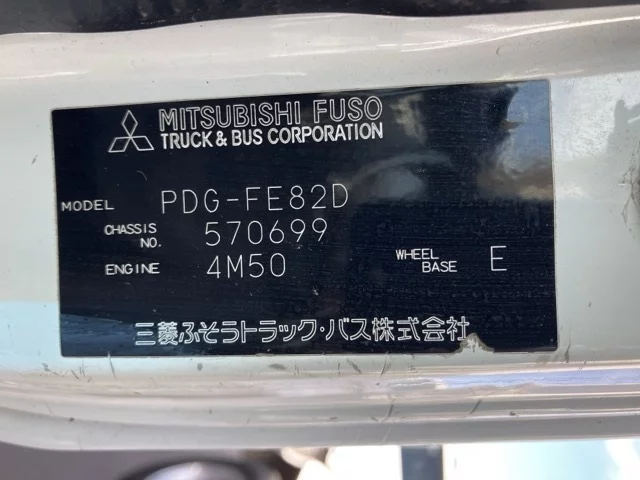 MITSUBISHI FUSO
TRUCK & BUS CORPORATION
MODEL PDG-FE82D
CHASSIS NO. 570699
ENGINE 4M50 WHEEL BASE E
三菱ふそうトラック・バス株式会社